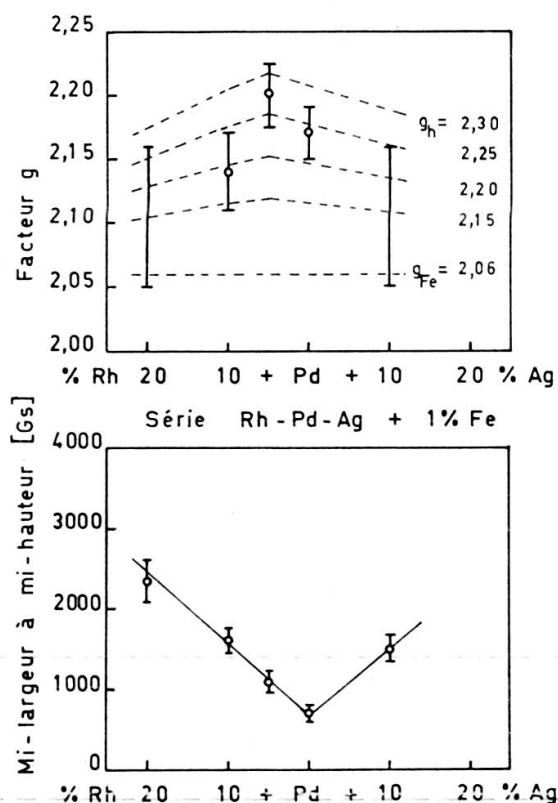 2,25
2,20
2,15
2,10
2,05
2,00
Facteur g
g_h = 2,30
2,25
2,20
2,15
g_Fe = 2,06
% Rh 20 10 + Pd + 10 20 % Ag
Série Rh-Pd-Ag + 1% Fe
4000
3000
2000
1000
0
Mi-largeur à mi-hauteur [Gs]
% Rh 20 10 + Pd + 10 20 % Ag